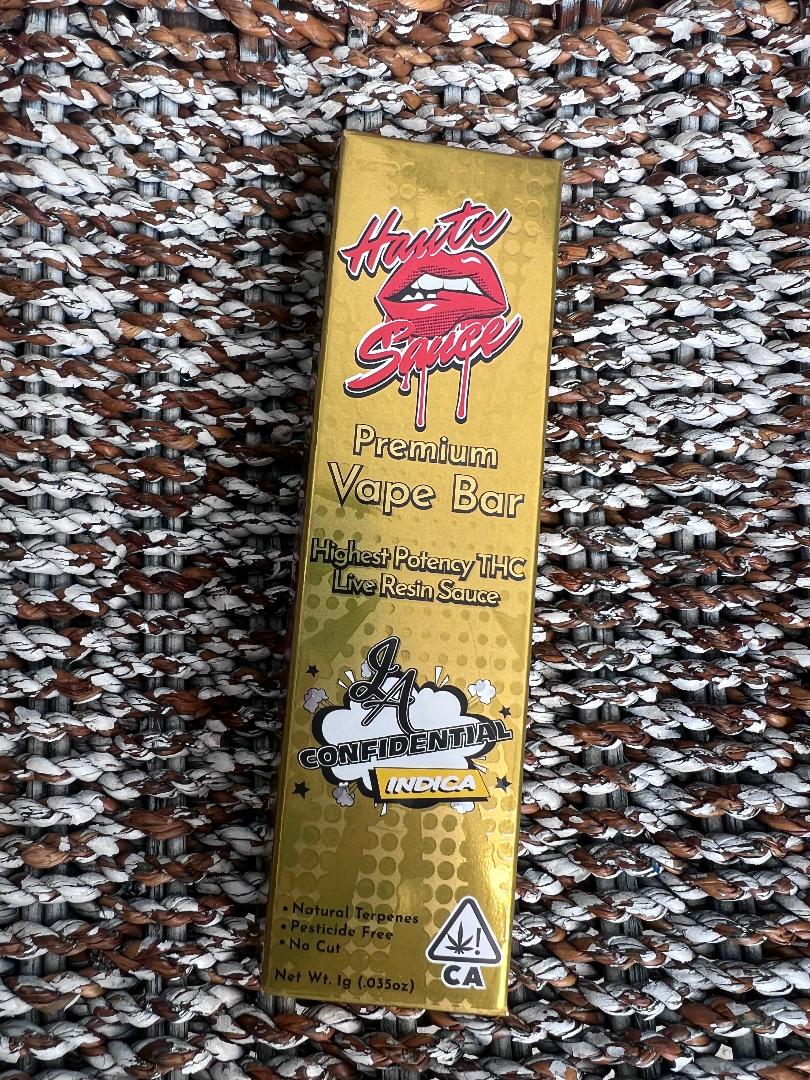 Haute
Sauce
Premium
Vape Bar
Highest Potency THC
Live Resin Sauce
LA
CONFIDENTIAL
INDICA
• Natural Terpenes
• Pesticide Free
• No Cut
Net Wt. 1g (.035oz)
!
CA